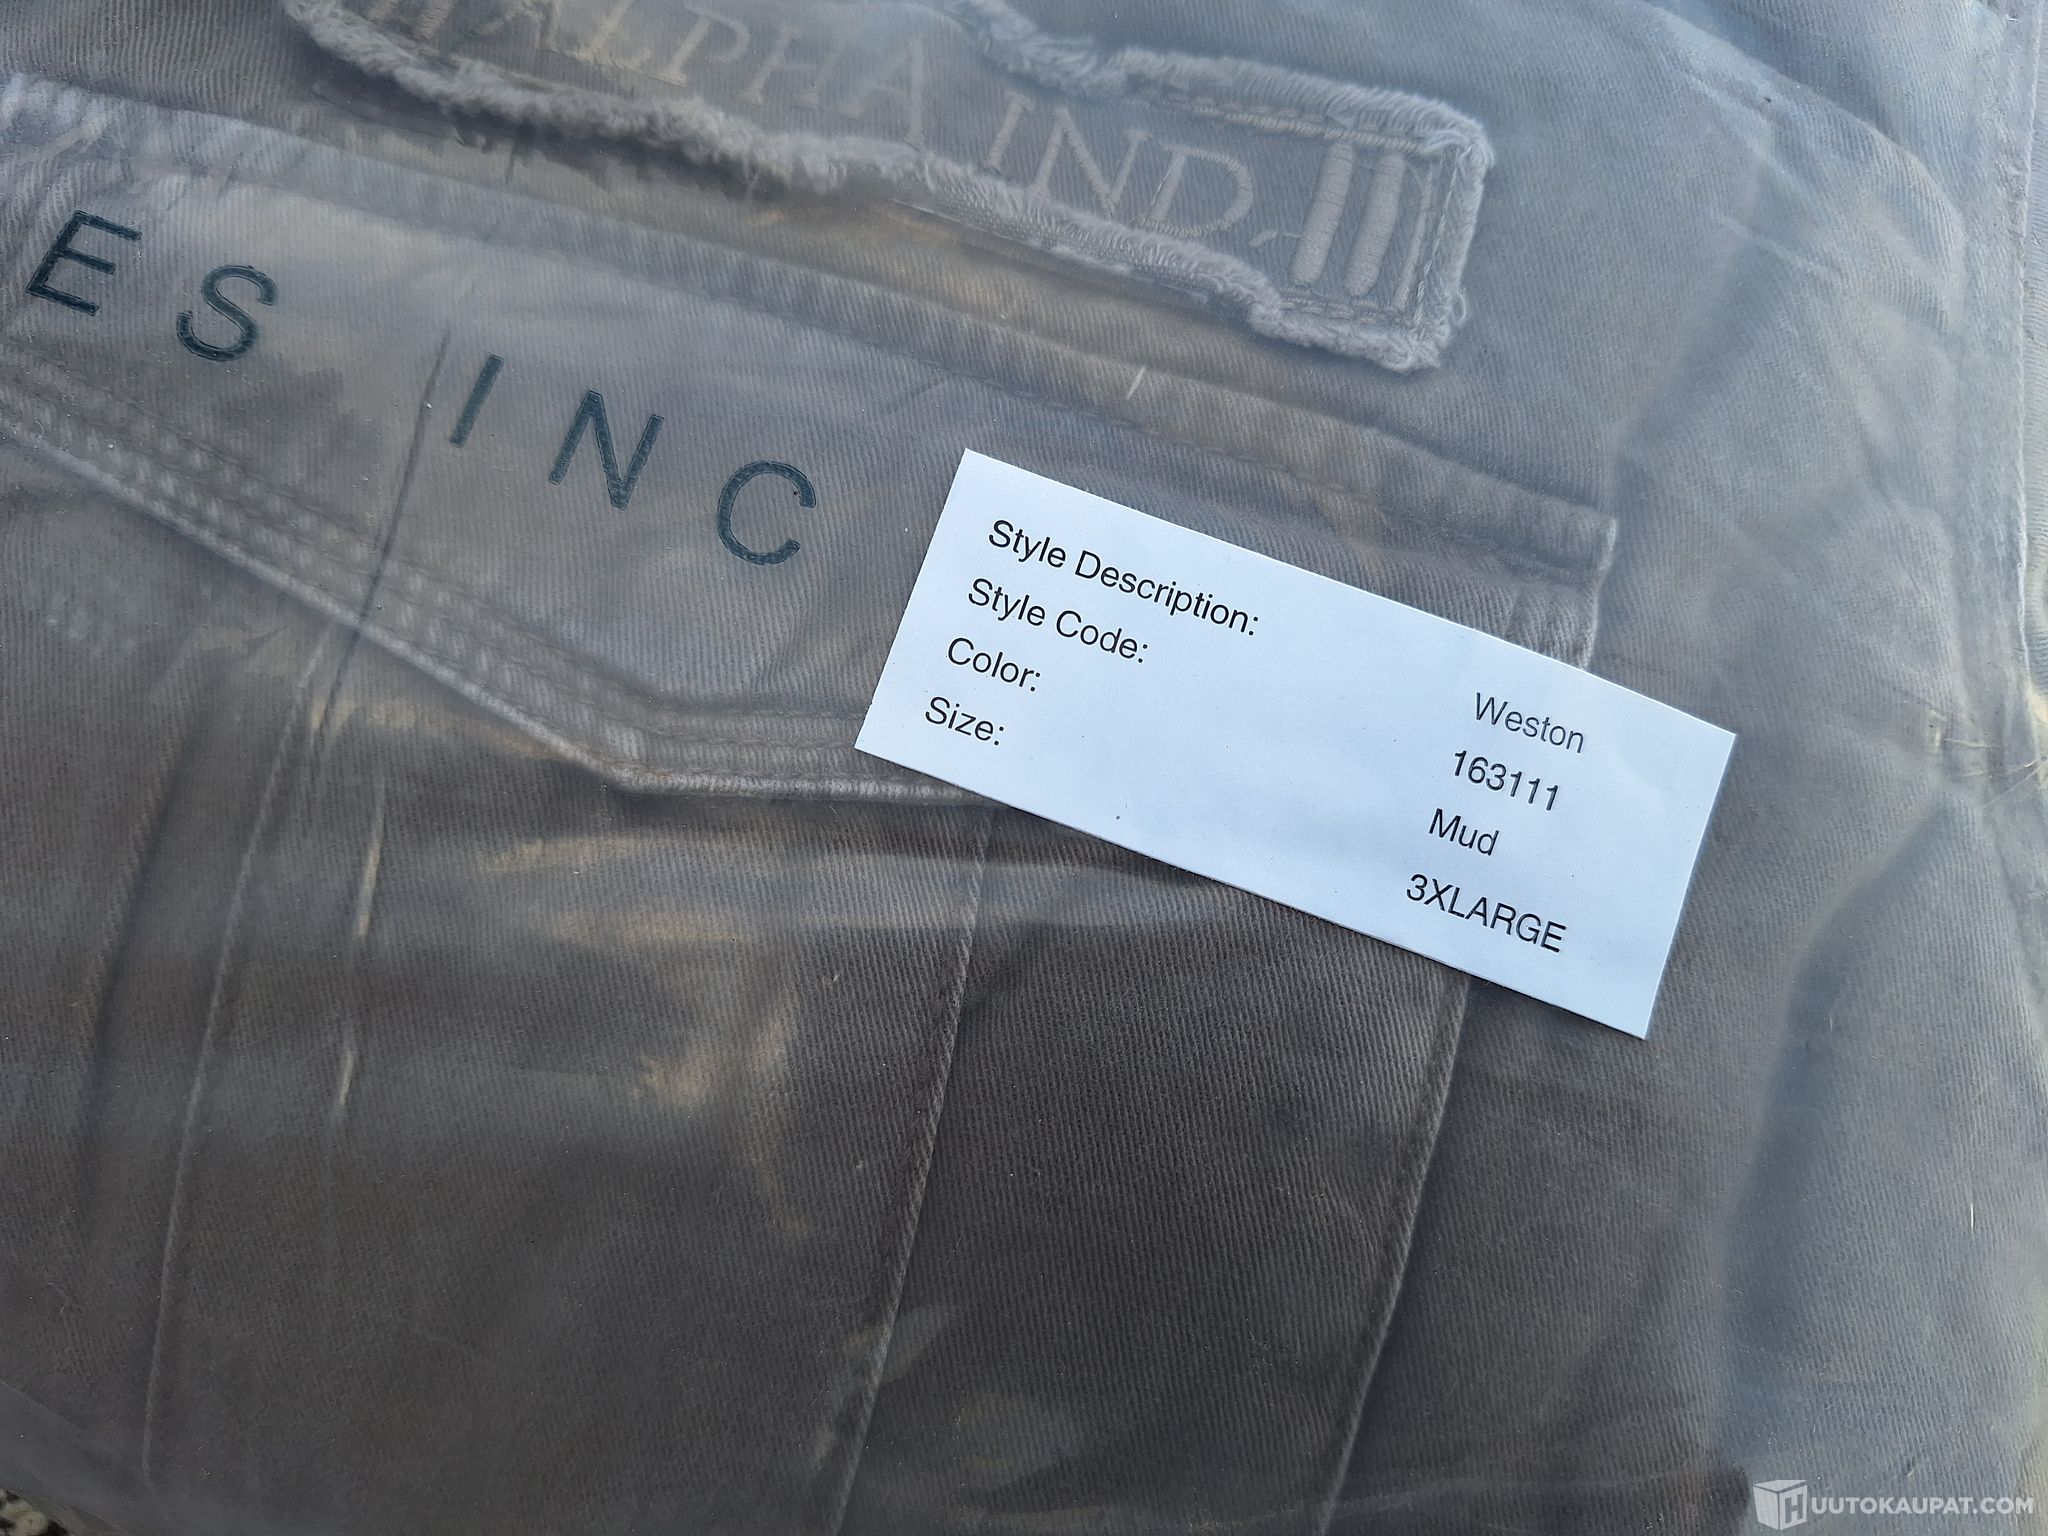 ALPHA IND.
ES INC
Style Description: Weston
Style Code: 163111
Color: Mud
Size: 3XLARGE
HUUTOKAUPAT.COM